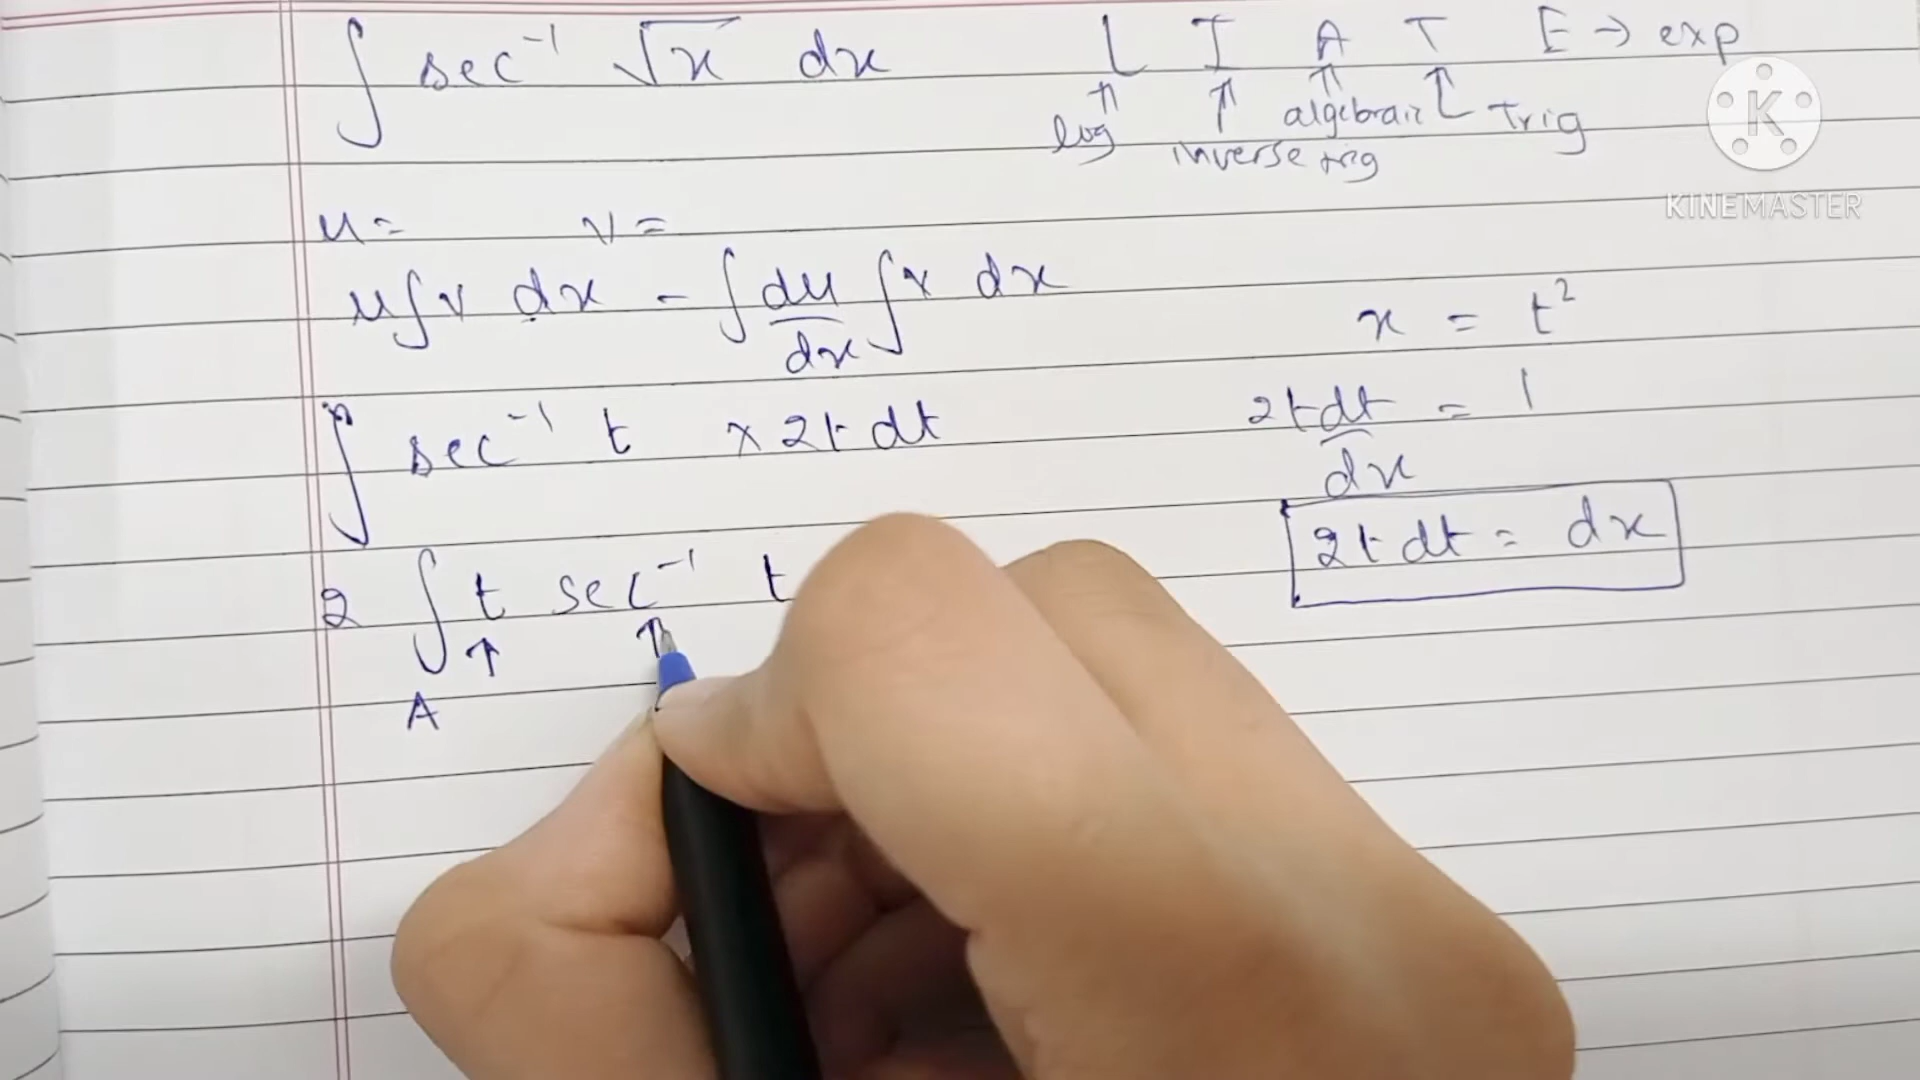 ∫ sec⁻¹ √x dx
L I A T E → exp
log ↑ inverse trig ↑ algebraic ↑ Trig
K
KINEMASTER
u = v =
u∫v dx - ∫du/dx ∫v dx
x = t²
∫ sec⁻¹ t × 2t dt
2t dt/dx = 1
2t dt = dx
2 ∫ t sec⁻¹ t
↑ ↑
A